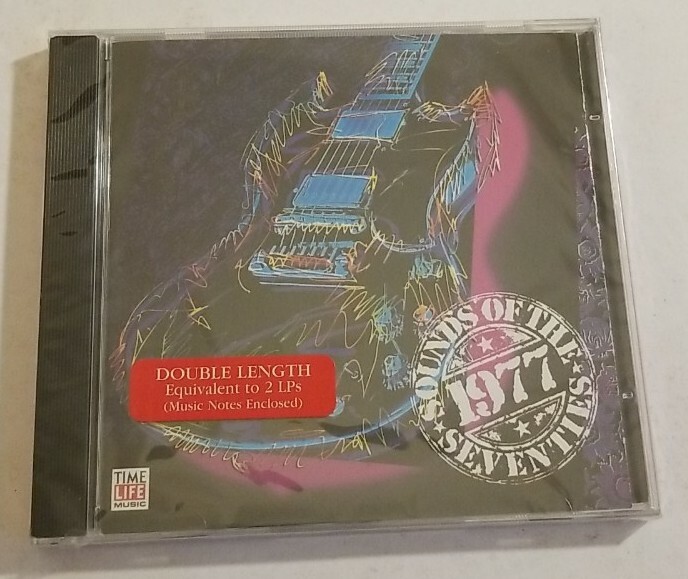 DOUBLE LENGTH
Equivalent to 2 LPs
(Music Notes Enclosed)
SOUNDS OF THE
1977
SEVENTIES
TIME
LIFE
MUSIC